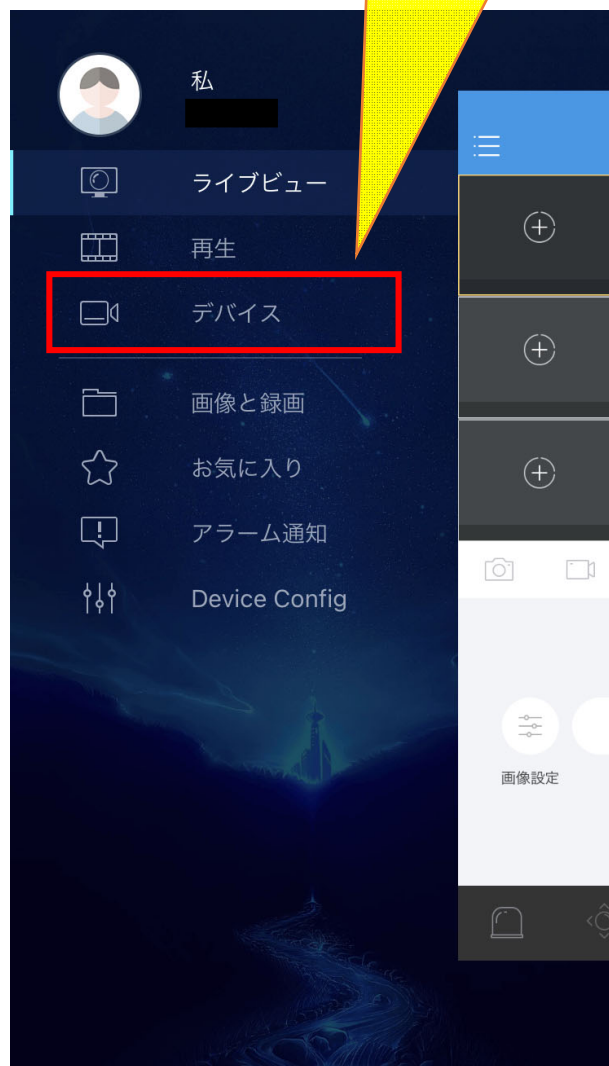 私
ライブビュー
再生
デバイス
画像と録画
お気に入り
アラーム通知
Device Config
画像設定